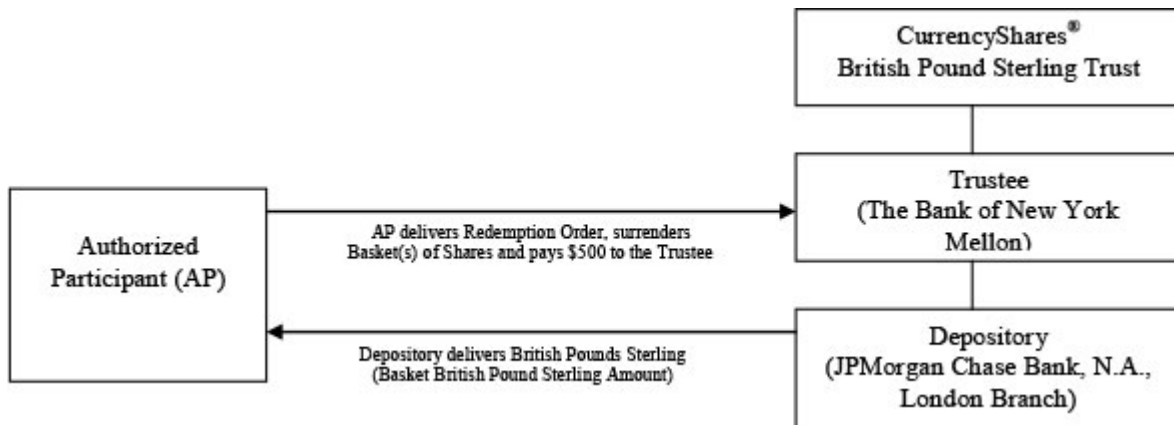 CurrencyShares®
British Pound Sterling Trust
Trustee
(The Bank of New York
Mellon)
Authorized
Participant (AP)
AP delivers Redemption Order, surrenders
Basket(s) of Shares and pays $500 to the Trustee
Depository delivers British Pounds Sterling
(Basket British Pound Sterling Amount)
Depository
(JPMorgan Chase Bank, N.A.,
London Branch)